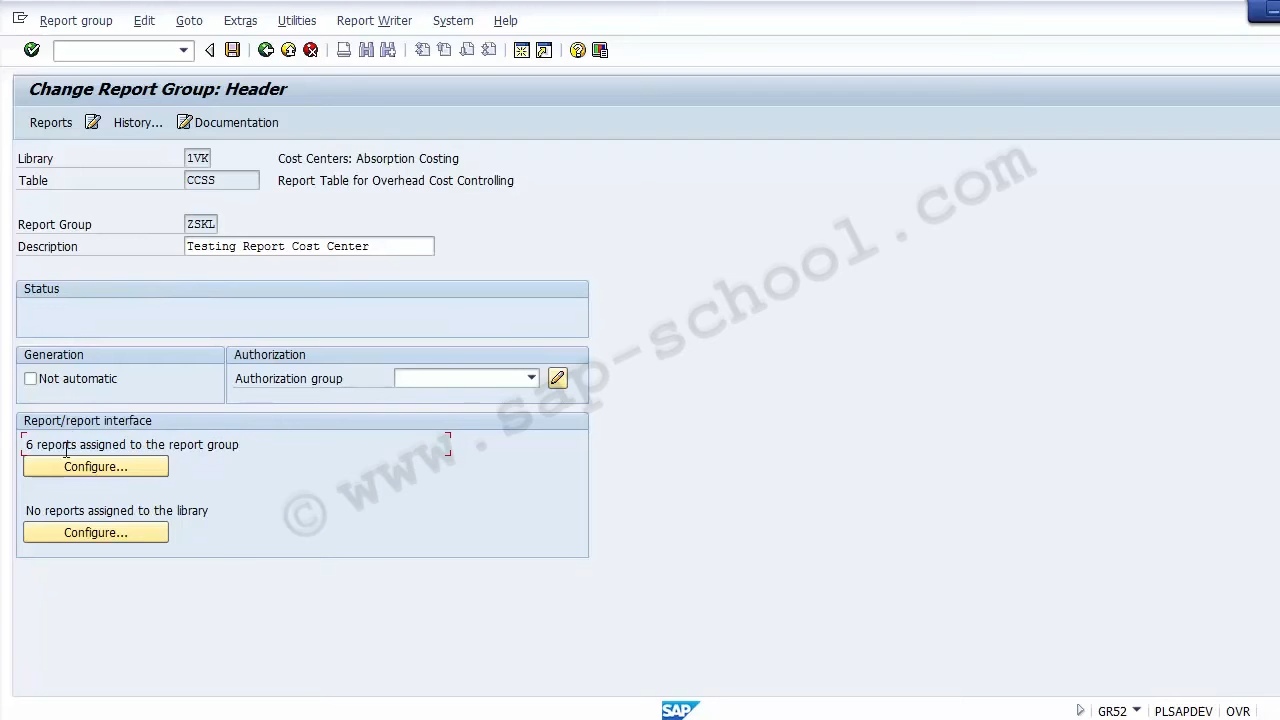 Report group Edit Goto Extras Utilities Report Writer System Help
Change Report Group: Header
Reports History... Documentation
Library 1VK Cost Centers: Absorption Costing
Table CCSS Report Table for Overhead Cost Controlling
Report Group ZSKL
Description Testing Report Cost Center
Status
Generation Authorization
Not automatic Authorization group
Report/report interface
6 reports assigned to the report group
Configure...
No reports assigned to the library
Configure...
© www.sap-school.com
SAP GR52 PLSAPDEV OVR